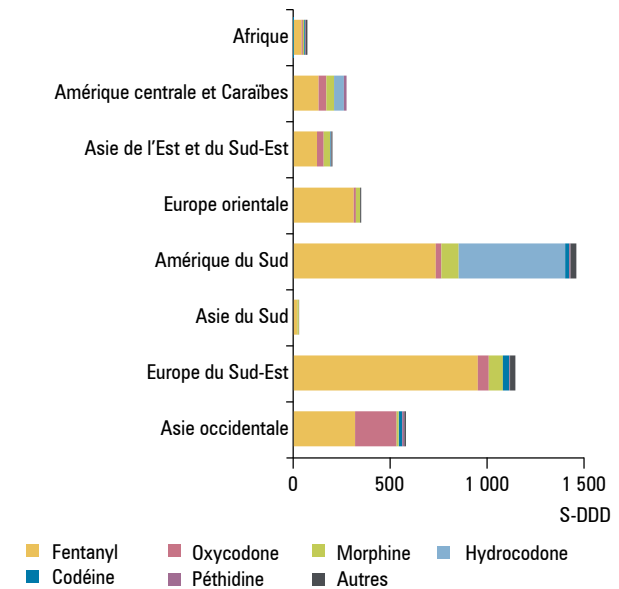 Afrique
Amérique centrale et Caraïbes
Asie de l'Est et du Sud-Est
Europe orientale
Amérique du Sud
Asie du Sud
Europe du Sud-Est
Asie occidentale
0 500 1 000 1 500
S-DDD
Fentanyl Oxycodone Morphine Hydrocodone
Codéine Péthidine Autres